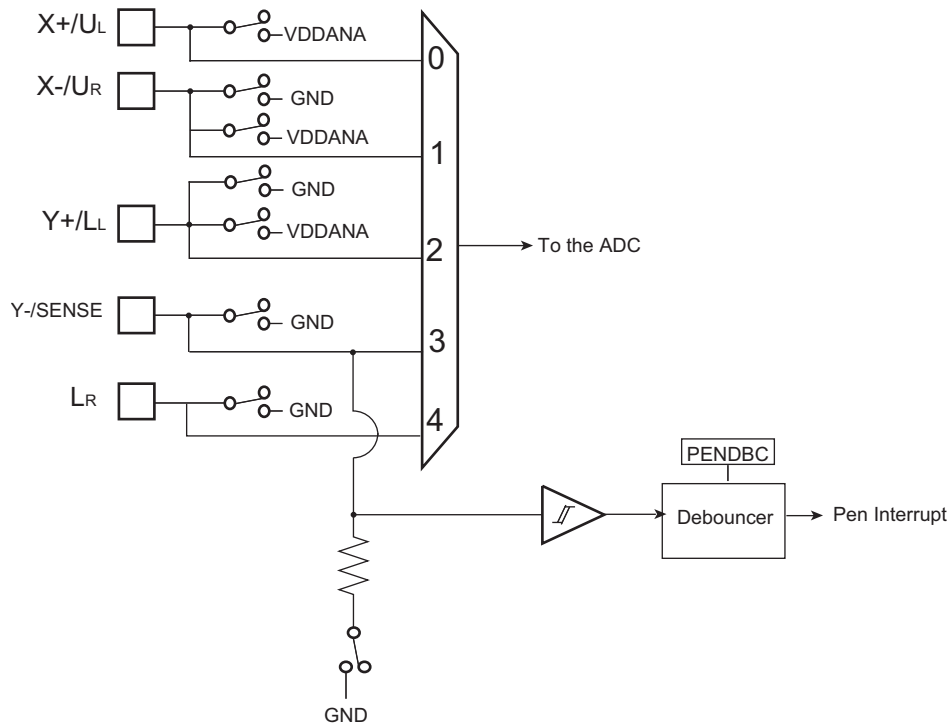 X+/UL
VDDANA
0
X-/UR
GND
VDDANA
1
GND
Y+/LL
VDDANA
2
To the ADC
Y-/SENSE
GND
3
LR
GND
4
PENDBC
Debouncer
Pen Interrupt
GND